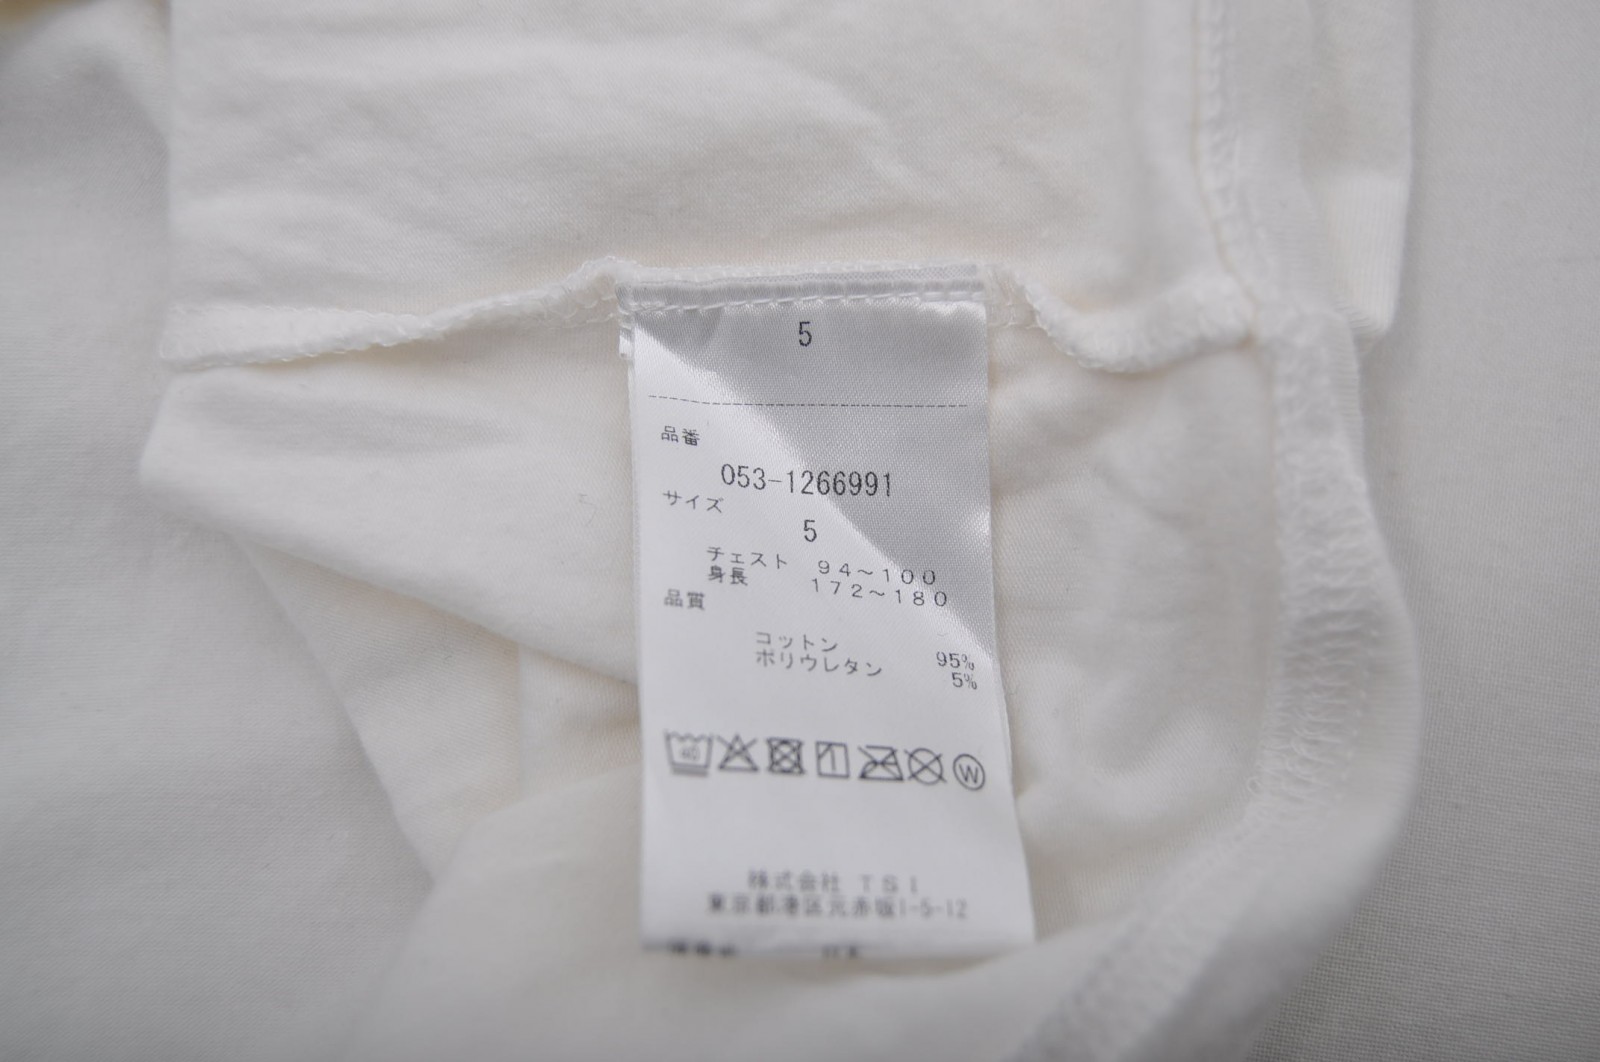 5
品番
053-1266991
サイズ
5
チェスト 94~100
身長 172~180
品質
コットン 95%
ポリウレタン 5%
40
W
株式会社 TSI
東京都港区元赤坂1-5-12